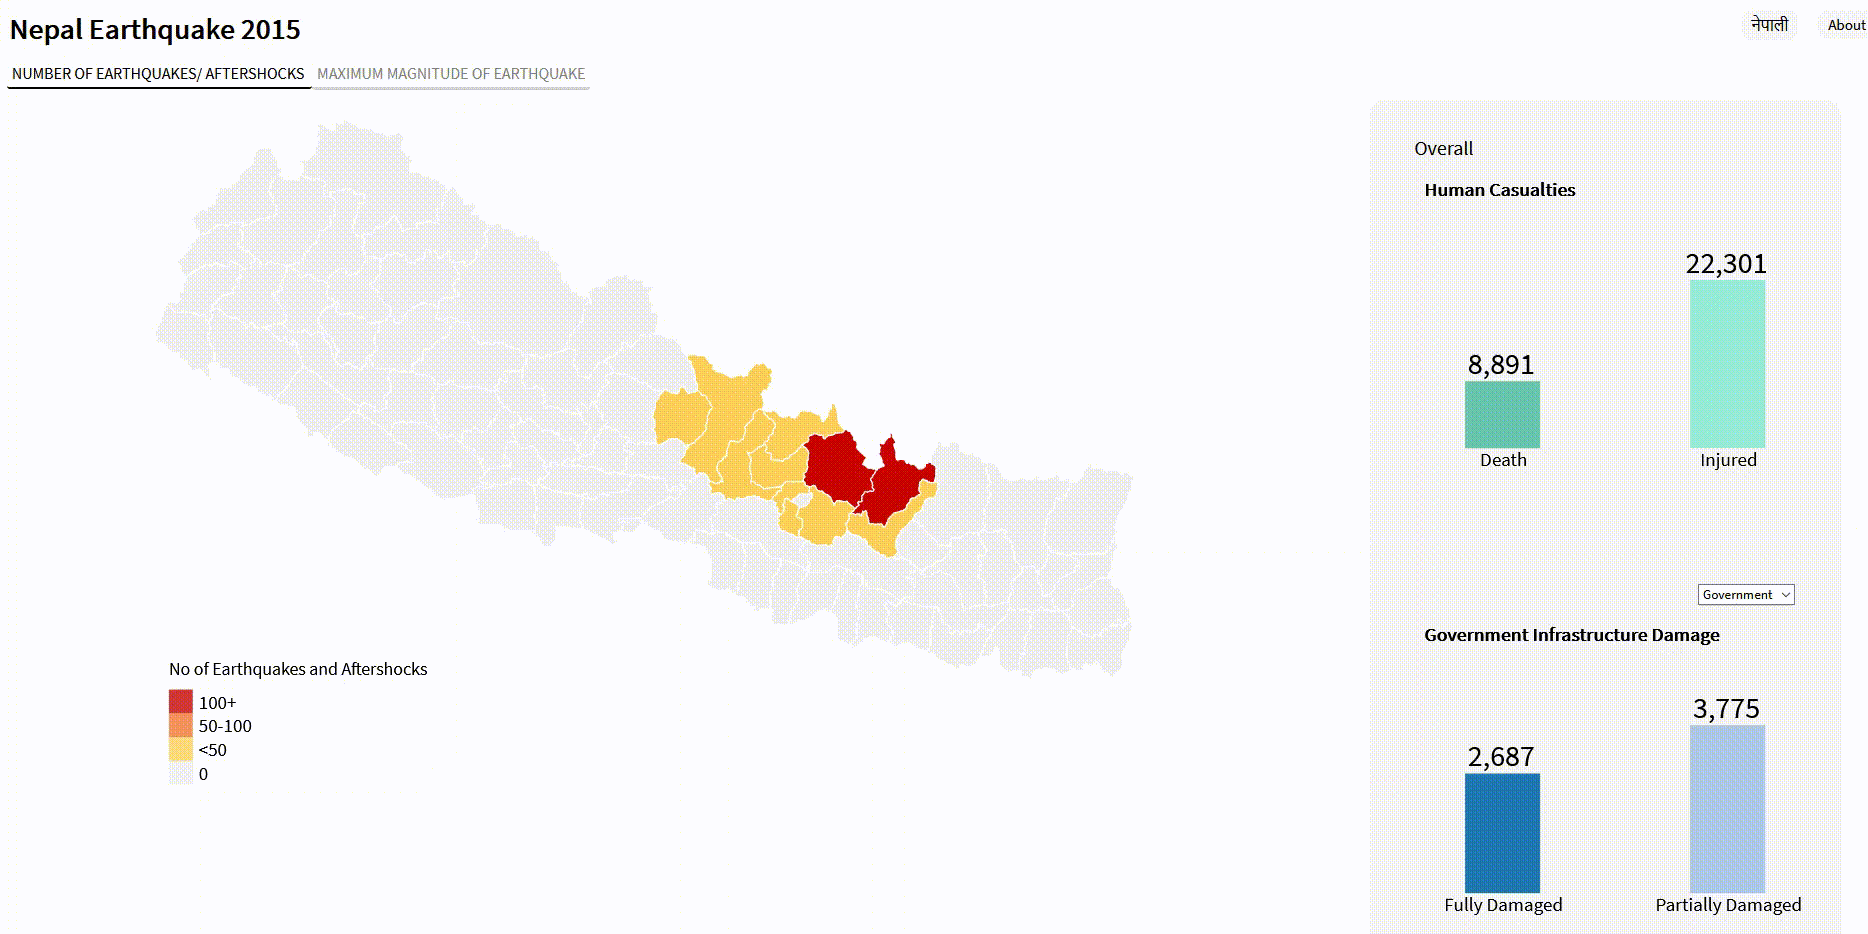 Nepal Earthquake 2015
नेपाली
About
NUMBER OF EARTHQUAKES/ AFTERSHOCKS
MAXIMUM MAGNITUDE OF EARTHQUAKE
Overall
Human Casualties
22,301
8,891
Death
Injured
Government
Government Infrastructure Damage
No of Earthquakes and Aftershocks
100+
50-100
<50
0
3,775
2,687
Fully Damaged
Partially Damaged